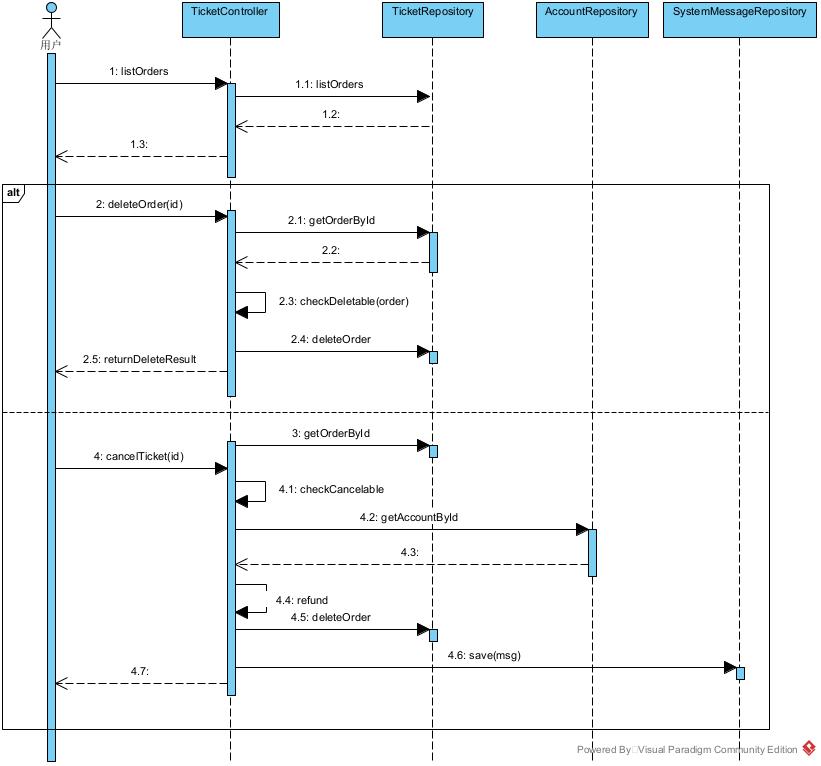 用户
TicketController
TicketRepository
AccountRepository
SystemMessageRepository
1: listOrders
1.1: listOrders
1.2:
1.3:
alt
2: deleteOrder(id)
2.1: getOrderById
2.2:
2.3: checkDeletable(order)
2.4: deleteOrder
2.5: returnDeleteResult
3: getOrderById
4: cancelTicket(id)
4.1: checkCancelable
4.2: getAccountById
4.3:
4.4: refund
4.5: deleteOrder
4.6: save(msg)
4.7:
Powered By Visual Paradigm Community Edition